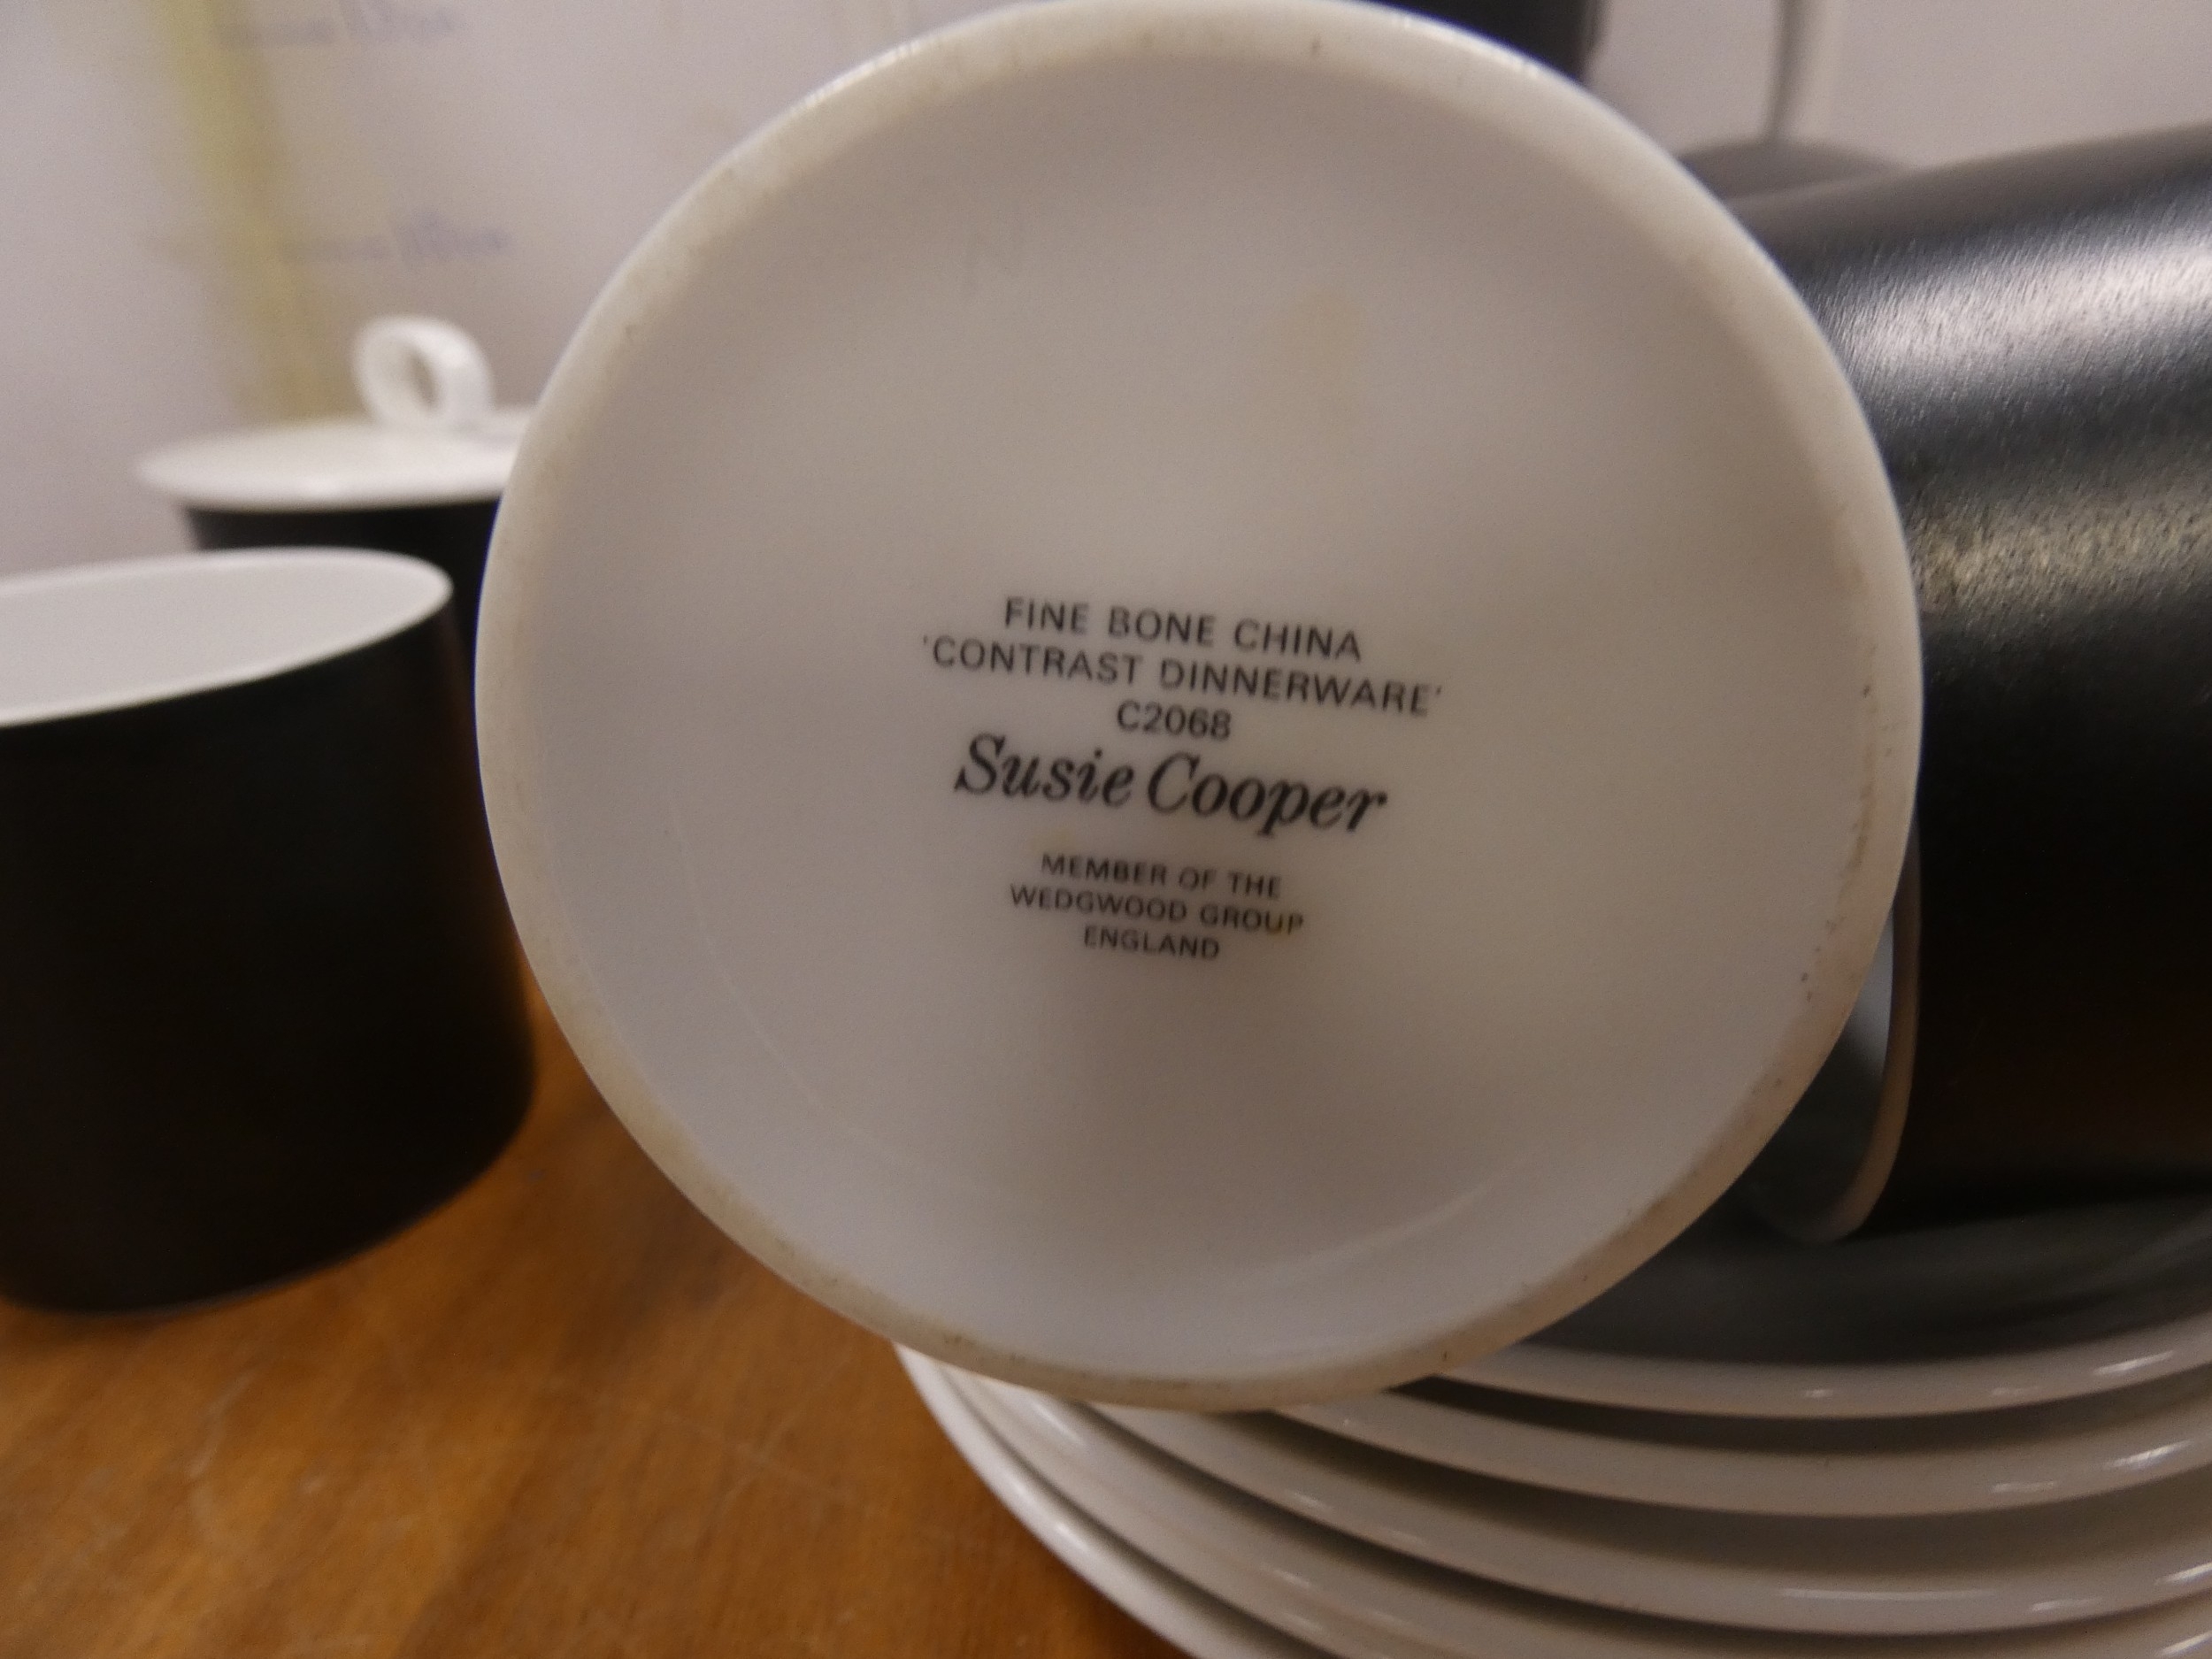 FINE BONE CHINA
'CONTRAST DINNERWARE'
C2068
Susie Cooper
MEMBER OF THE
WEDGWOOD GROUP
ENGLAND